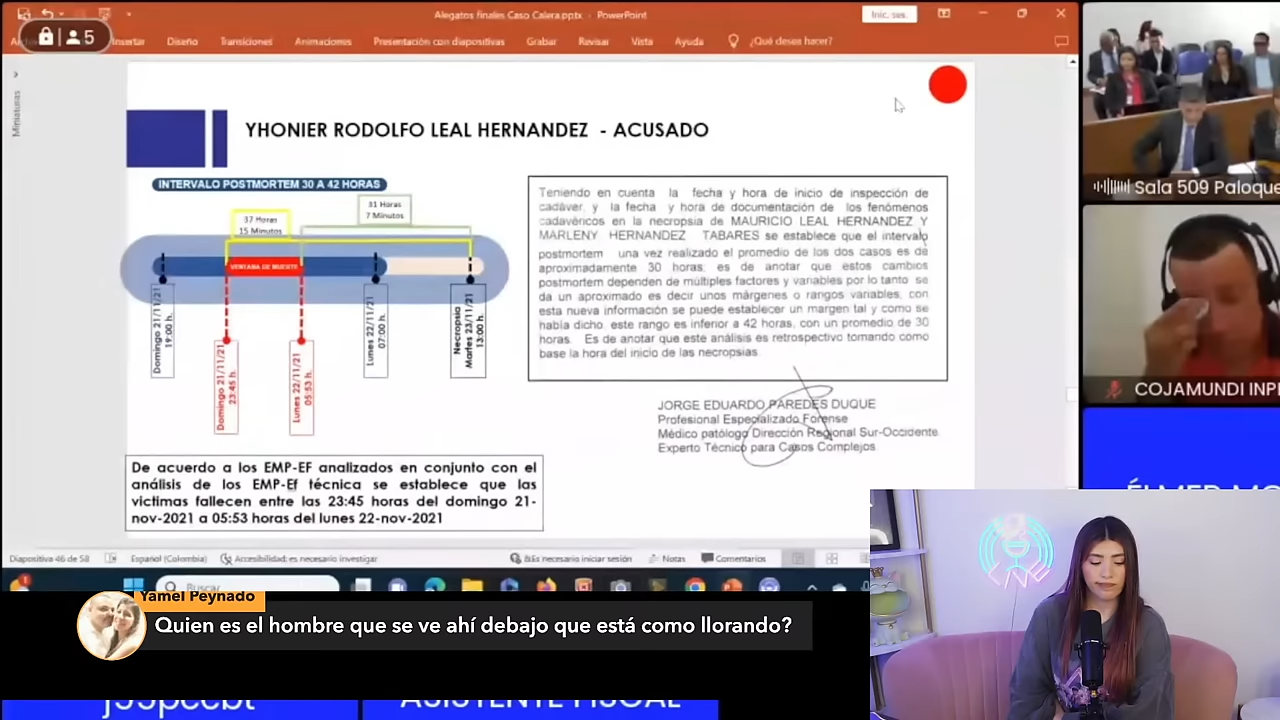 Alegatos finales Caso Calera.pptx - PowerPoint
Inic. ses.
5
Insertar
Diseño
Transiciones
Animaciones
Presentación con diapositivas
Grabar
Revisar
Vista
Ayuda
¿Qué desea hacer?
Miniaturas
YHONIER RODOLFO LEAL HERNANDEZ - ACUSADO
INTERVALO POSTMORTEM 30 A 42 HORAS
37 Horas
15 Minutos
31 Horas
7 Minutos
VENTANA DE MUERTE
Domingo 21/11/21
19:00 h.
Domingo 21/11/21
23:45 h.
Lunes 22/11/21
05:53 h.
Lunes 22/11/21
07:00 h.
Necropsia
Martes 23/11/21
13:00 h.
Teniendo en cuenta la fecha y hora de inicio de inspección de
cadáver, y la fecha y hora de documentación de los fenómenos
cadavéricos en la necropsia de MAURICIO LEAL HERNANDEZ Y
MARLENY HERNANDEZ TABARES se establece que el intervalo
postmortem una vez realizado el promedio de los dos casos es de
aproximadamente 30 horas; es de anotar que estos cambios
postmortem dependen de múltiples factores y variables por lo tanto se
da un aproximado es decir unos márgenes o rangos variables, con
esta nueva información se puede establecer un margen tal y como se
había dicho, este rango es inferior a 42 horas, con un promedio de 30
horas. Es de anotar que este análisis es retrospectivo tomando como
base la hora del inicio de las necropsias
JORGE EDUARDO PAREDES DUQUE
Profesional Especializado Forense
Médico patólogo Dirección Regional Sur-Occidente.
Experto Técnico para Casos Complejos.
De acuerdo a los EMP-EF analizados en conjunto con el
análisis de los EMP-Ef técnica se establece que las
victimas fallecen entre las 23:45 horas del domingo 21-
nov-2021 a 05:53 horas del lunes 22-nov-2021
Diapositiva 46 de 58
Español (Colombia)
Accesibilidad: es necesario investigar
Es necesario iniciar sesión
Notas
Comentarios
Buscar
Sala 509 Paloque
COJAMUNDI INPE
Yamel Peynado
Quien es el hombre que se ve ahí debajo que está como llorando?
ASISTENTE FISCAL